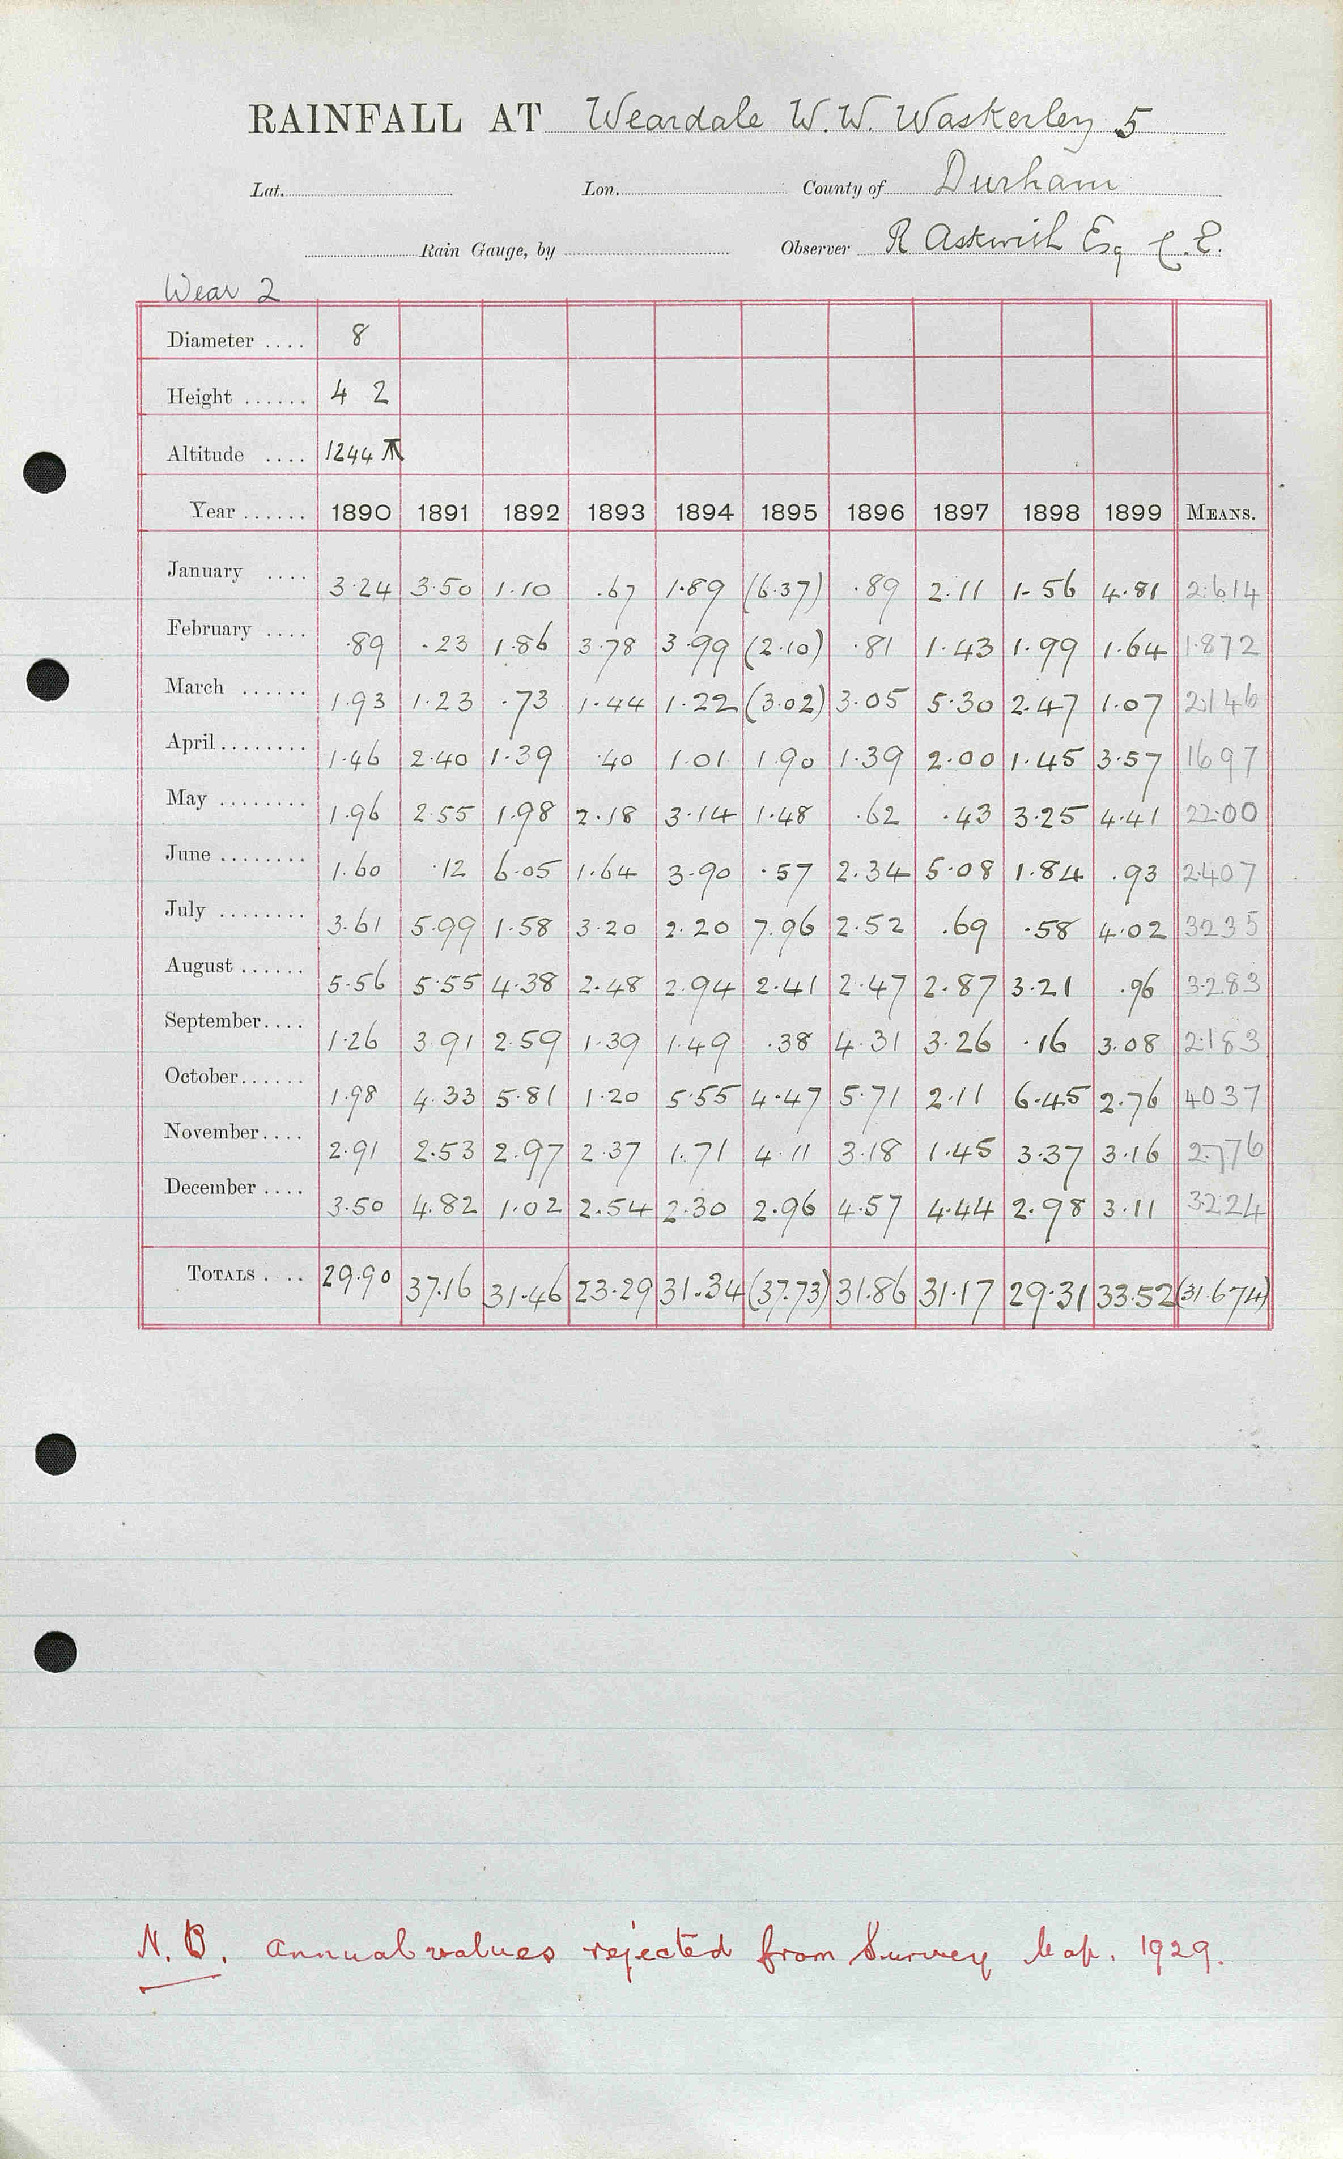 RAINFALL AT Weardale W.W. Waskerley 5
Lat. Lon. County of Durham
Rain Gauge, by Observer R Askwith Esq C.E.
Wear 2
Diameter .... 8
Height ...... 4 2
Altitude .... 1244
Year ...... 1890 1891 1892 1893 1894 1895 1896 1897 1898 1899 MEANS.
January .... 3.24 3.50 1.10 .67 1.89 (6.37) .89 2.11 1.56 4.81 2.614
February .... .89 .23 1.86 3.78 3.99 (2.10) .81 1.43 1.99 1.64 1.872
March ...... 1.93 1.23 .73 1.44 1.22 (3.02) 3.05 5.30 2.47 1.07 2.146
April ........ 1.46 2.40 1.39 .40 1.01 1.90 1.39 2.00 1.45 3.57 1697
May ........ 1.96 2.55 1.98 2.18 3.14 1.48 .62 .43 3.25 4.41 2200
June ........ 1.60 .12 6.05 1.64 3.90 .57 2.34 5.08 1.84 .93 2.407
July ........ 3.61 5.99 1.58 3.20 2.20 7.96 2.52 .69 .58 4.02 3235
August ...... 5.56 5.55 4.38 2.48 2.94 2.41 2.47 2.87 3.21 .96 3.283
September .... 1.26 3.91 2.59 1.39 1.49 .38 4.31 3.26 .16 3.08 2.183
October ...... 1.98 4.33 5.81 1.20 5.55 4.47 5.71 2.11 6.45 2.76 4037
November .... 2.91 2.53 2.97 2.37 1.71 4.11 3.18 1.45 3.37 3.16 2.776
December .... 3.50 4.82 1.02 2.54 2.30 2.96 4.57 4.44 2.98 3.11 3224
TOTALS .... 29.90 37.16 31.46 23.29 31.34 (37.73) 31.86 31.17 29.31 33.52 (31.674)
N.B. Annual values rejected from Survey Map. 1929.